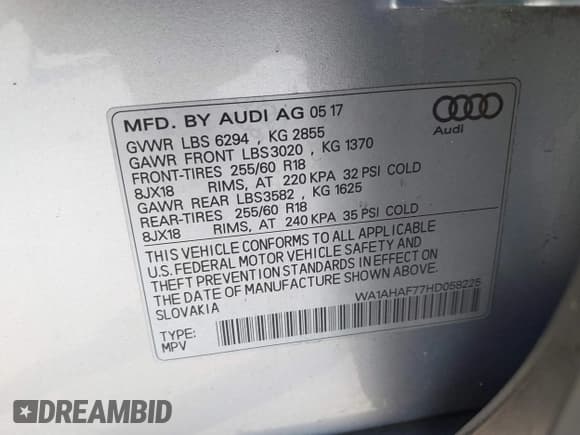 MFD. BY AUDI AG 05 17
GVWR LBS 6294 , KG 2855
GAWR FRONT LBS3020 , KG 1370
FRONT-TIRES 255/60 R18
8JX18 RIMS, AT 220 KPA 32 PSI COLD
GAWR REAR LBS3582 , KG 1625
REAR-TIRES 255/60 R18
8JX18 RIMS, AT 240 KPA 35 PSI COLD
THIS VEHICLE CONFORMS TO ALL APPLICABLE
U.S. FEDERAL MOTOR VEHICLE SAFETY AND
THEFT PREVENTION STANDARDS IN EFFECT ON
THE DATE OF MANUFACTURE SHOWN ABOVE.
SLOVAKIA
WA1AHAF77HD058225
TYPE:
MPV
Audi
DREAMBID